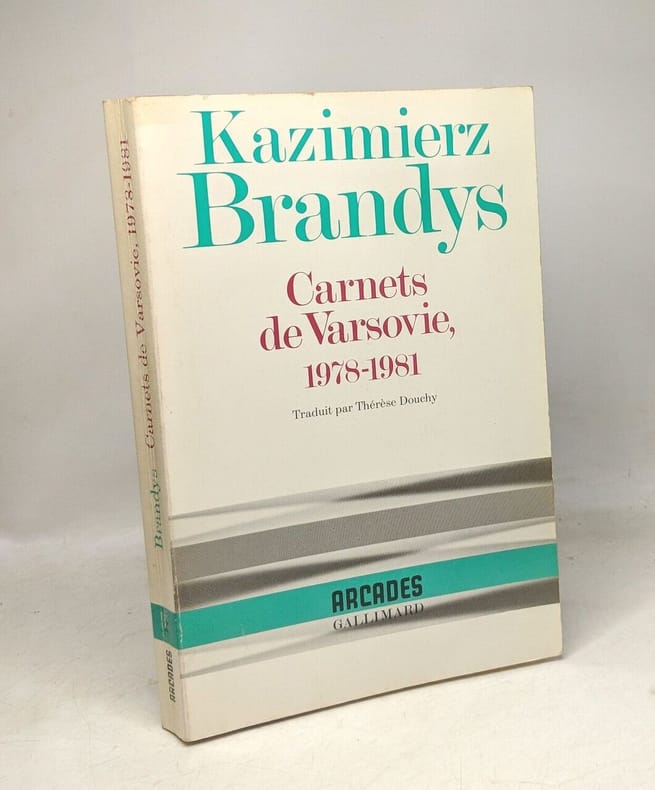 Kazimierz
Brandys
Carnets
de Varsovie,
1978-1981
Traduit par Thérèse Douchy
ARCADES
GALLIMARD
Brandys Carnets de Varsovie, 1978-1981
ARCADES